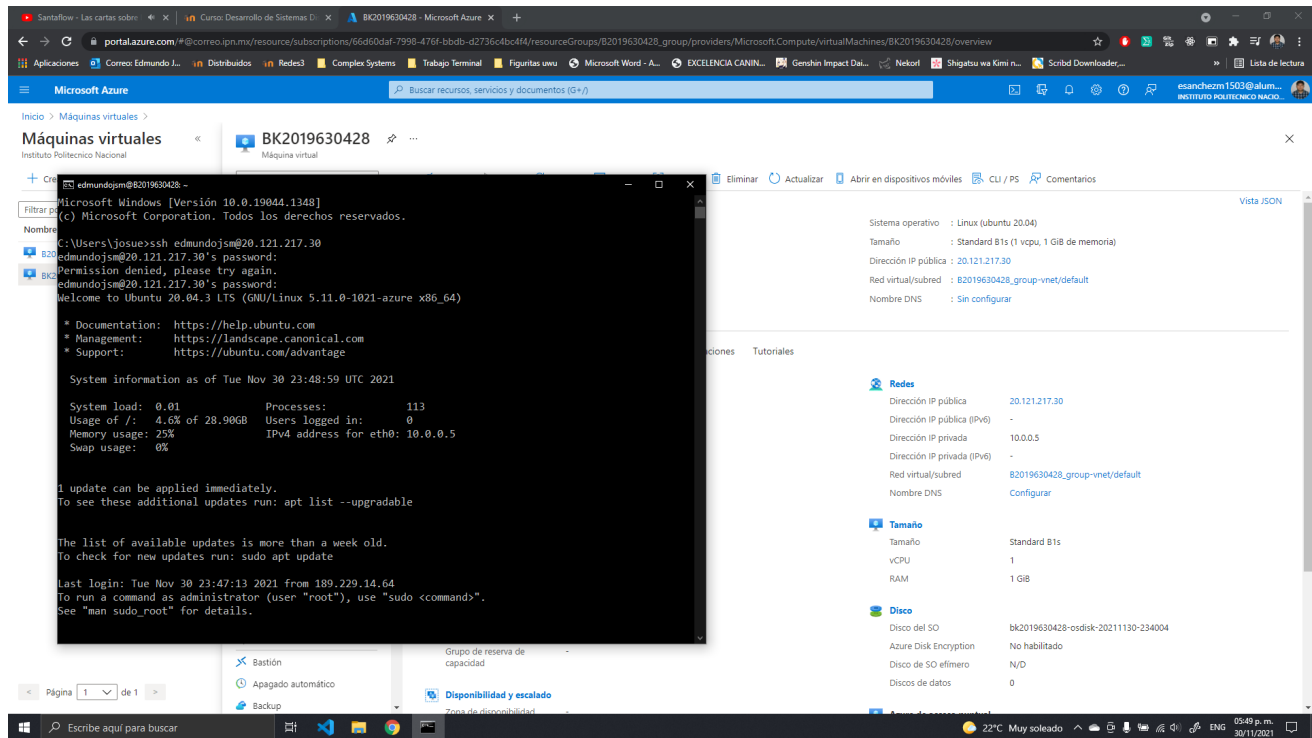 Santaflow - Las cartas sobre
Curso: Desarrollo de Sistemas Di
BK2019630428 - Microsoft Azure
portal.azure.com/#@correo.ipn.mx/resource/subscriptions/66d60daf-7998-476f-bbdb-d2736c4bc4f4/resourceGroups/B2019630428_group/providers/Microsoft.Compute/virtualMachines/BK2019630428/overview
Aplicaciones
Correo: Edmundo J...
Distribuidos
Redes3
Complex Systems
Trabajo Terminal
Figuritas uwu
Microsoft Word - A...
EXCELENCIA CANIN...
Genshin Impact Dai...
Nekorl
Shigatsu wa Kimi n...
Scribd Downloader,...
»
Lista de lectura
Microsoft Azure
Buscar recursos, servicios y documentos (G+/)
esanchezm1503@alum...
INSTITUTO POLITECNICO NACIO...
Inicio > Máquinas virtuales >
Máquinas virtuales
«
Instituto Politecnico Nacional
BK2019630428
...
Máquina virtual
+ Cre
Eliminar
Actualizar
Abrir en dispositivos móviles
CLI / PS
Comentarios
Filtrar po
Nombre
B20
BK2
Vista JSON
edmundojsm@B2019630428: ~
Microsoft Windows [Versión 10.0.19044.1348]
(c) Microsoft Corporation. Todos los derechos reservados.
C:\Users\josue>ssh edmundojsm@20.121.217.30
edmundojsm@20.121.217.30's password:
Permission denied, please try again.
edmundojsm@20.121.217.30's password:
Welcome to Ubuntu 20.04.3 LTS (GNU/Linux 5.11.0-1021-azure x86_64)
* Documentation: https://help.ubuntu.com
* Management: https://landscape.canonical.com
* Support: https://ubuntu.com/advantage
System information as of Tue Nov 30 23:48:59 UTC 2021
System load: 0.01 Processes: 113
Usage of /: 4.6% of 28.90GB Users logged in: 0
Memory usage: 25% IPv4 address for eth0: 10.0.0.5
Swap usage: 0%
1 update can be applied immediately.
To see these additional updates run: apt list --upgradable
The list of available updates is more than a week old.
To check for new updates run: sudo apt update
Last login: Tue Nov 30 23:47:13 2021 from 189.229.14.64
To run a command as administrator (user "root"), use "sudo <command>".
See "man sudo_root" for details.
Sistema operativo : Linux (ubuntu 20.04)
Tamaño : Standard B1s (1 vcpu, 1 GiB de memoria)
Dirección IP pública : 20.121.217.30
Red virtual/subred : B2019630428_group-vnet/default
Nombre DNS : Sin configurar
ciones
Tutoriales
Redes
Dirección IP pública 20.121.217.30
Dirección IP pública (IPv6) -
Dirección IP privada 10.0.0.5
Dirección IP privada (IPv6) -
Red virtual/subred B2019630428_group-vnet/default
Nombre DNS Configurar
Tamaño
Tamaño Standard B1s
vCPU 1
RAM 1 GiB
Disco
Disco del SO bk2019630428-osdisk-20211130-234004
Azure Disk Encryption No habilitado
Disco de SO efímero N/D
Discos de datos 0
Bastión
Apagado automático
Backup
Grupo de reserva de capacidad -
Disponibilidad y escalado
Zona de disponibilidad -
< Página 1 de 1 >
Escribe aquí para buscar
22°C Muy soleado
ENG
05:49 p. m.
30/11/2021